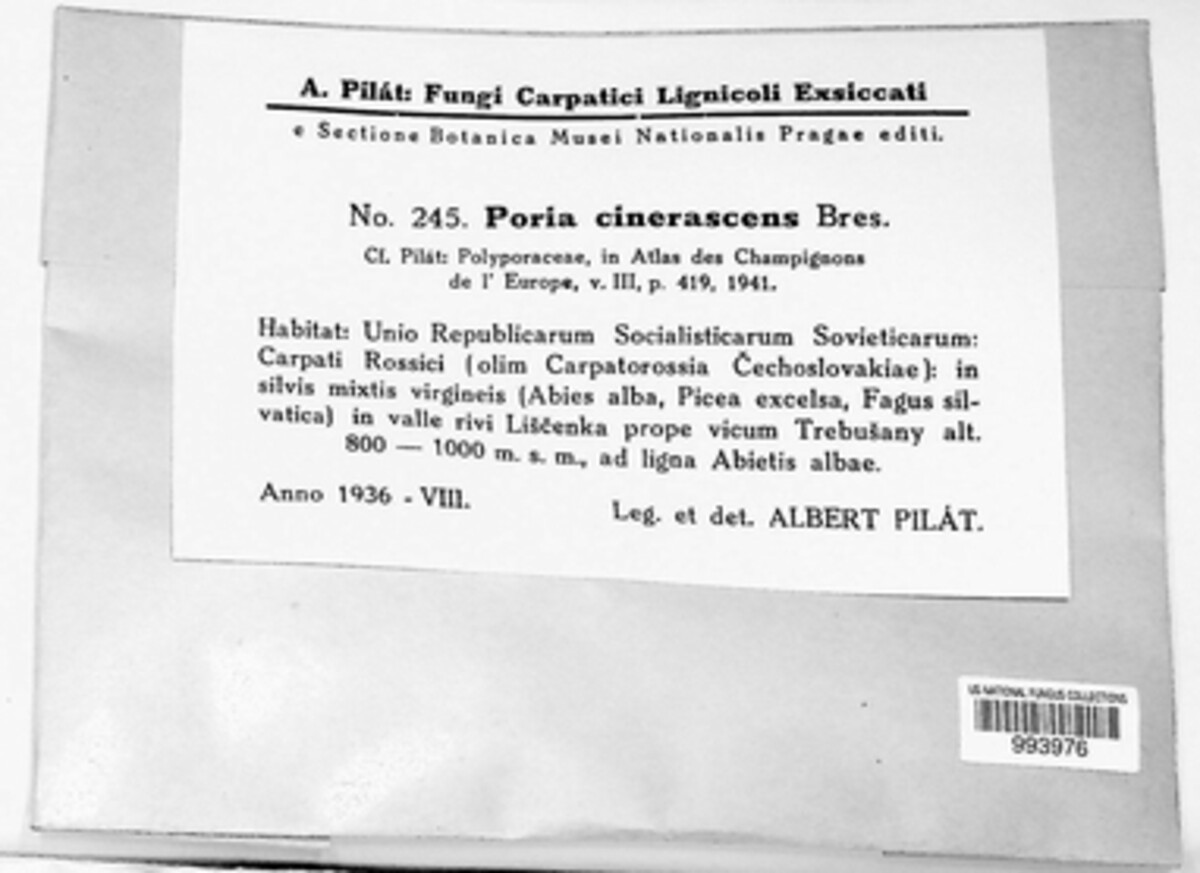 A. Pilát: Fungi Carpatici Lignicoli Exsiccati
e Sectione Botanica Musei Nationalis Pragae editi.
No. 245. Poria cinerascens Bres.
Cf. Pilát: Polyporaceae, in Atlas des Champignons
de l' Europe, v. III, p. 419, 1941.
Habitat: Unio Republicarum Socialisticarum Sovieticarum:
Carpati Rossici (olim Carpatorossia Čechoslovakiae): in
silvis mixtis virgineis (Abies alba, Picea excelsa, Fagus sil-
vatica) in valle rivi Liščenka prope vicum Trebušany alt.
800 — 1000 m. s. m., ad ligna Abietis albae.
Anno 1936 - VIII.
Leg. et det. ALBERT PILÁT.
US NATIONAL FUNGUS COLLECTIONS
993976